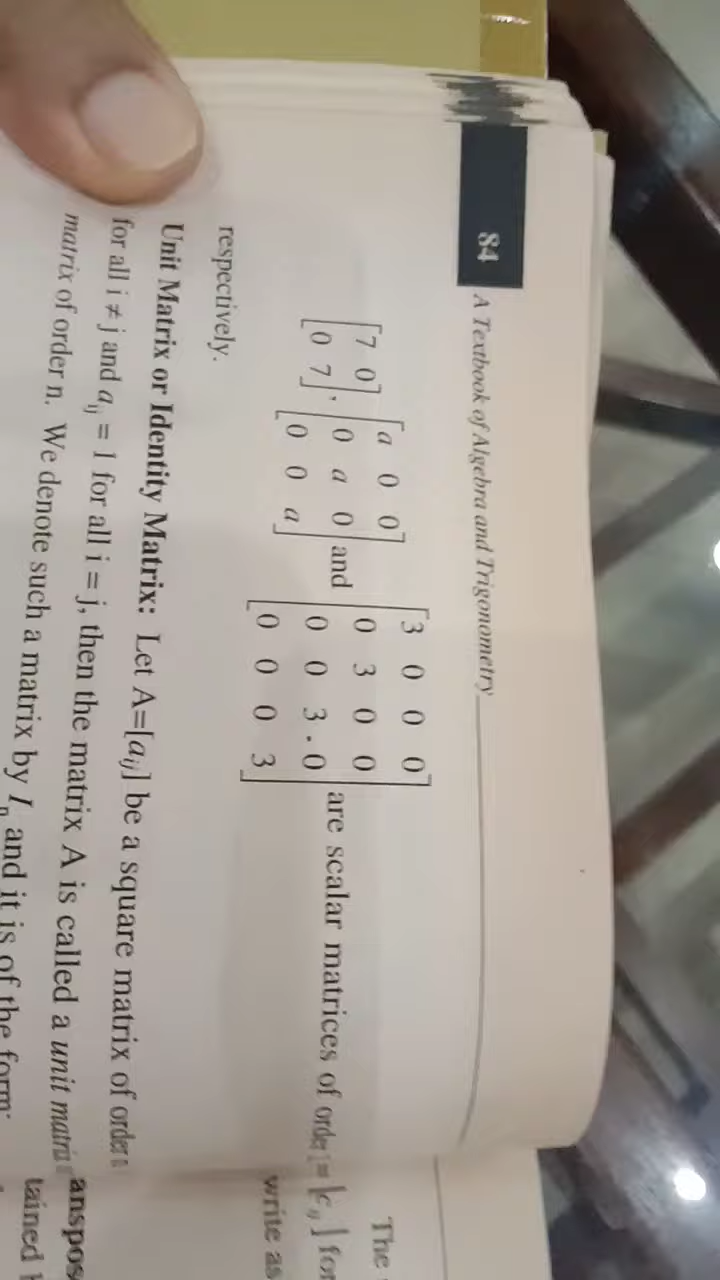 84 A Textbook of Algebra and Trigonometry
[7 0; 0 7], [a 0 0; 0 a 0; 0 0 a] and [3 0 0 0; 0 3 0 0; 0 0 3 0; 0 0 0 3] are scalar matrices of order
respectively.
Unit Matrix or Identity Matrix: Let A=[aᵢⱼ] be a square matrix of order n
for all i ≠ j and aᵢⱼ = 1 for all i = j, then the matrix A is called a unit
matrix of order n. We denote such a matrix by Iₙ and it is of the form:
The
write as
tained